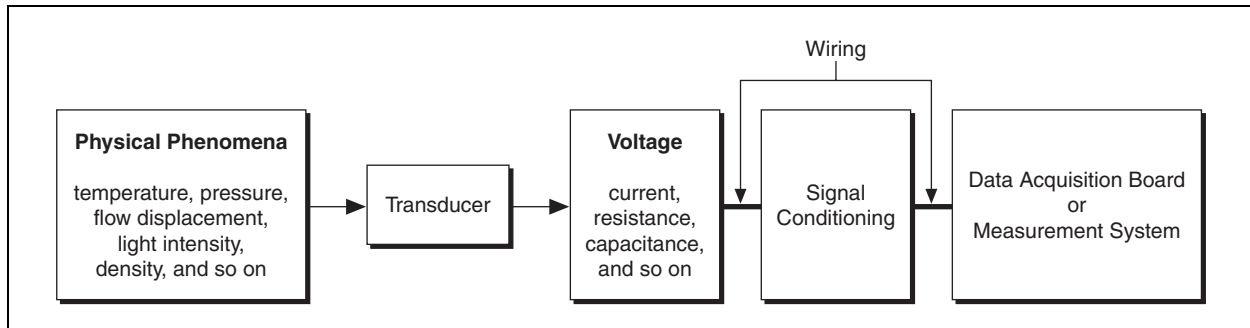 Wiring
Physical Phenomena
temperature, pressure,
flow displacement,
light intensity,
density, and so on
Transducer
Voltage
current,
resistance,
capacitance,
and so on
Signal
Conditioning
Data Acquisition Board
or
Measurement System